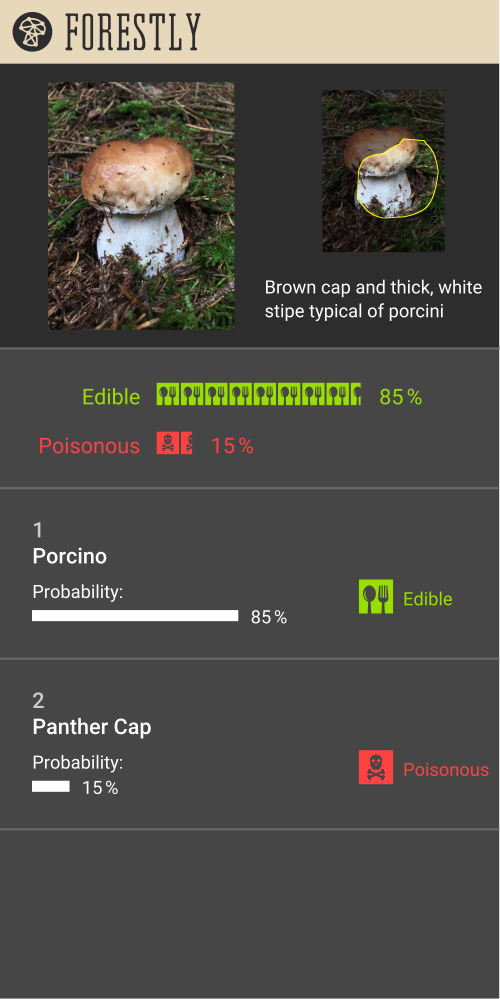 FORESTLY
Brown cap and thick, white
stipe typical of porcini
Edible 85 %
Poisonous 15 %
1
Porcino
Probability:
85 %
Edible
2
Panther Cap
Probability:
15 %
Poisonous